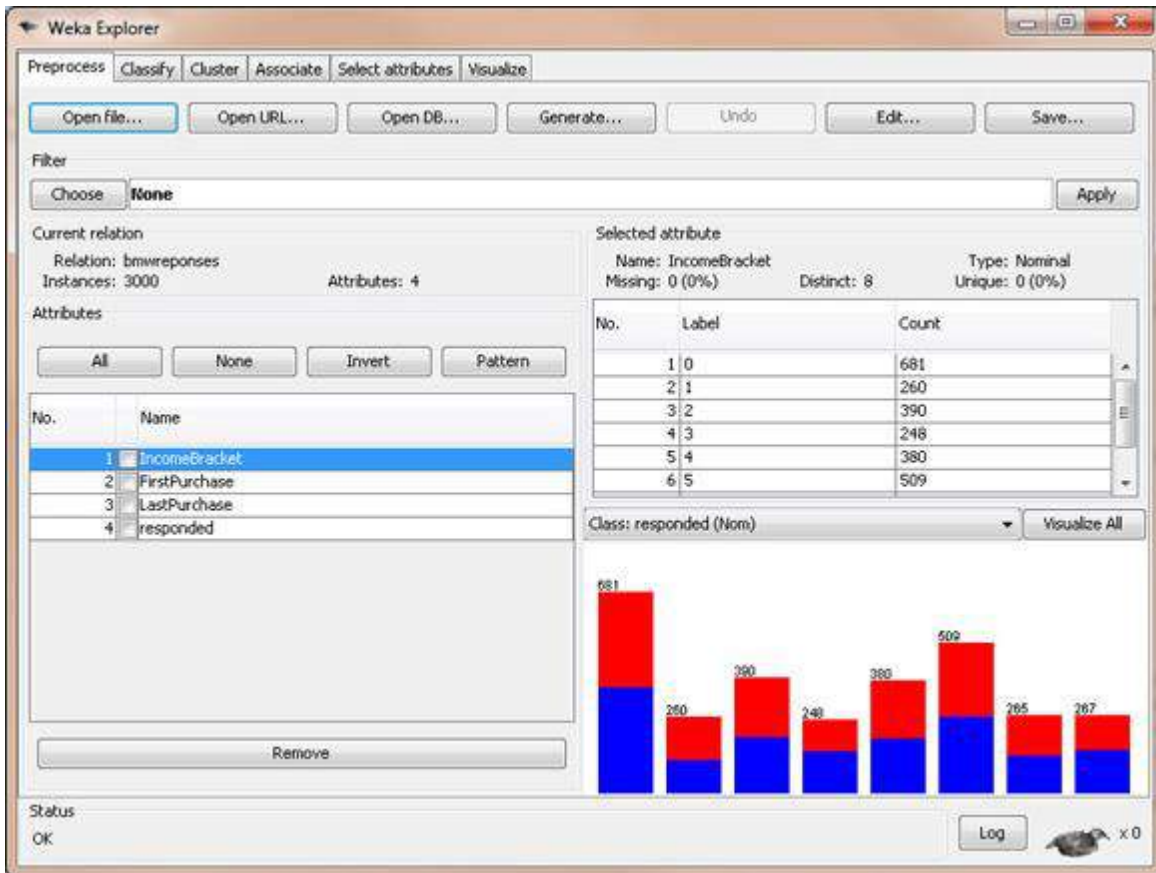 Weka Explorer
Preprocess Classify Cluster Associate Select attributes Visualize
Open file... Open URL... Open DB... Generate... Undo Edit... Save...
Filter
Choose None Apply
Current relation
Relation: bmwreponses
Instances: 3000 Attributes: 4
Attributes
All None Invert Pattern
No. Name
1 IncomeBracket
2 FirstPurchase
3 LastPurchase
4 responded
Remove
Selected attribute
Name: IncomeBracket Type: Nominal
Missing: 0 (0%) Distinct: 8 Unique: 0 (0%)
No. Label Count
1 0 681
2 1 260
3 2 390
4 3 248
5 4 380
6 5 509
Class: responded (Nom) Visualize All
681 260 390 248 380 509 265 267
Status
OK
Log x 0